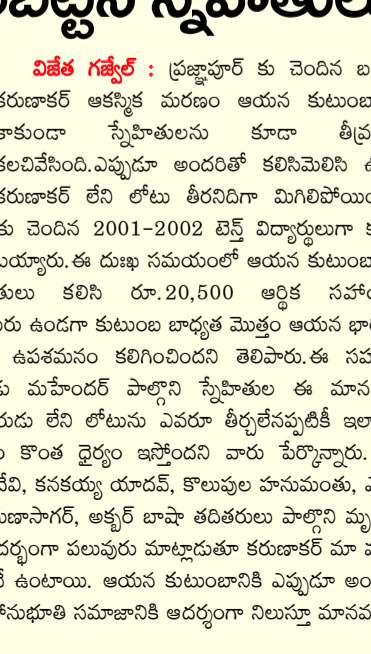 స్నేహితులు
విజేత గజ్వేల్ : ప్రజ్ఞాపూర్ కు చెందిన
కరుణాకర్ ఆకస్మిక మరణం ఆయన కుటుంబా
కాకుండా స్నేహితులను కూడా తీవ్ర
కలచివేసింది.ఎప్పుడూ అందరితో కలిసిమెలిసి
కరుణాకర్ లేని లోటు తీరనిదిగా మిగిలిపోయిం
కు చెందిన 2001-2002 టెన్త్ విద్యార్థులుగా
య్యారు.ఈ దుఃఖ సమయంలో ఆయన కుటుంబా
తులు కలిసి రూ.20,500 ఆర్థిక సహా
రు ఉండగా కుటుంబ బాధ్యత మొత్తం ఆయన భా
ఉపశమనం కలిగించిందని తెలిపారు.ఈ సహ
డు మహేందర్ పాల్గొని స్నేహితుల ఈ మాన
రుడు లేని లోటును ఎవరూ తీర్చలేనప్పటికీ ఇలా
కొంత ధైర్యం ఇస్తోందని వారు పేర్కొన్నారు.
దేవి, కనకయ్య యాదవ్, కొలుపుల హనుమంతు,
ణాసాగర్, అక్బర్ బాషా తదితరులు పాల్గొని మృ
దర్భంగా పలువురు మాట్లాడుతూ కరుణాకర్ మా
ఉంటాయి. ఆయన కుటుంబానికి ఎప్పుడూ అం
ానుభూతి సమాజానికి ఆదర్శంగా నిలుస్తూ మానవ